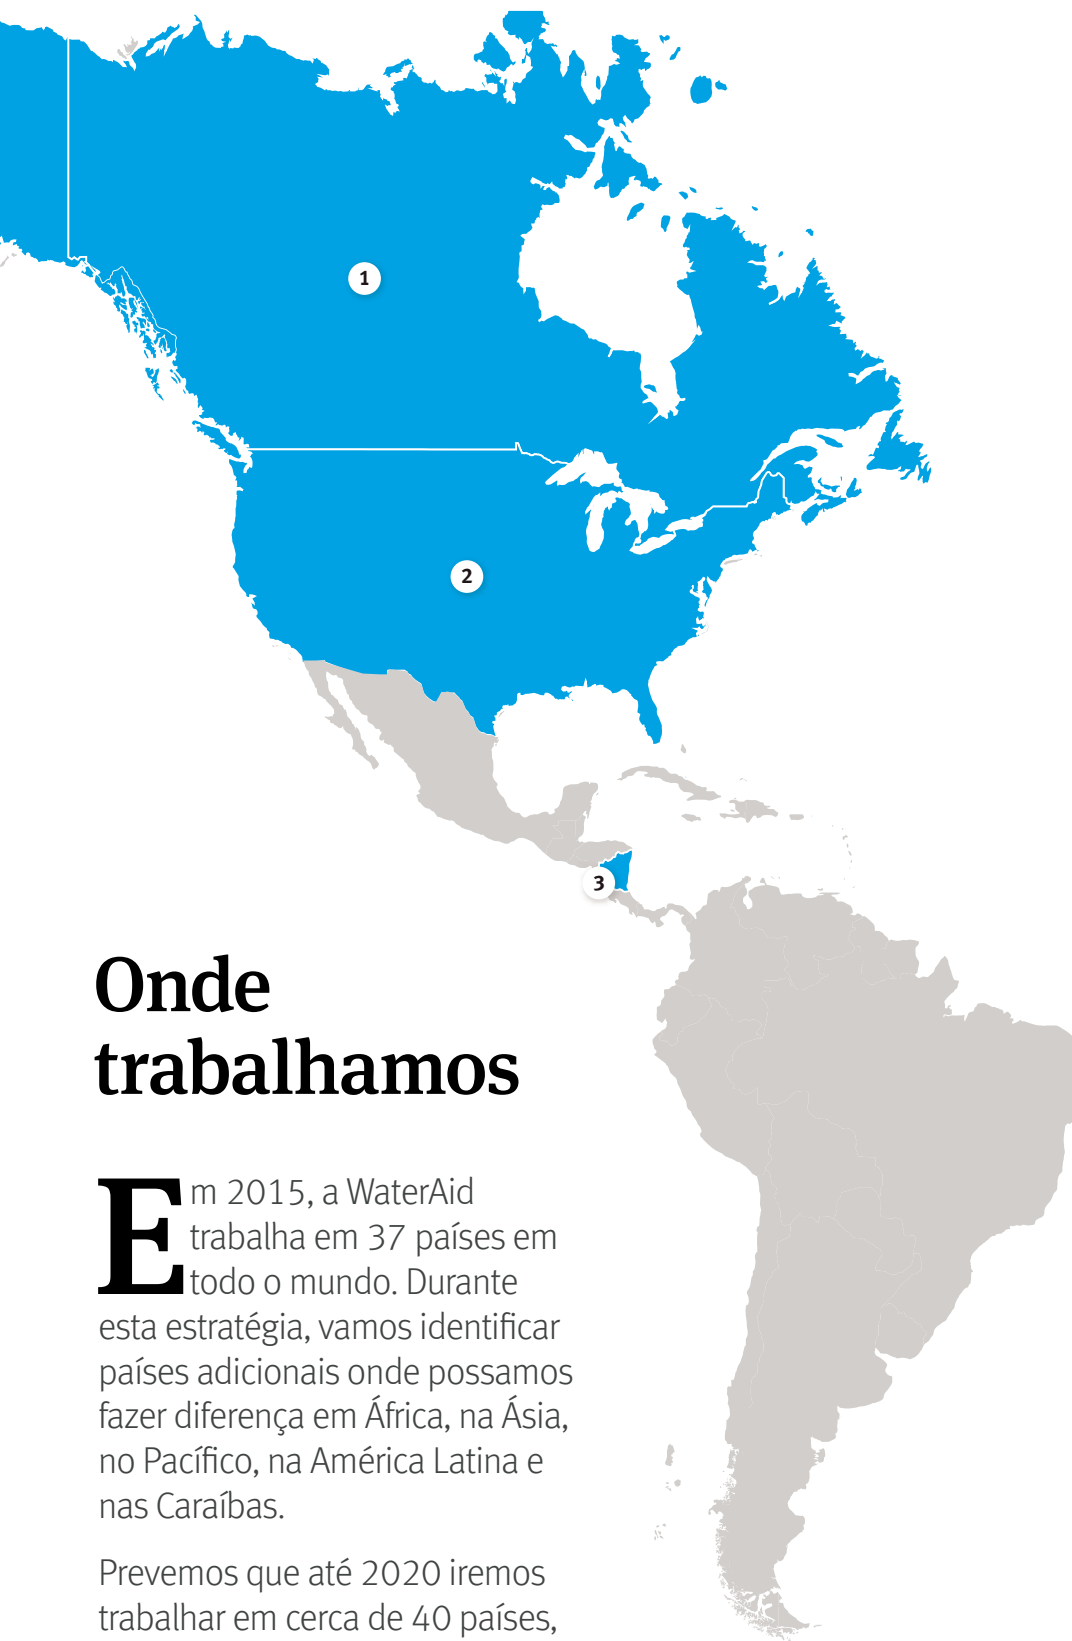 1
2
3
Onde
trabalhamos
Em 2015, a WaterAid
trabalha em 37 países em
todo o mundo. Durante
esta estratégia, vamos identificar
países adicionais onde possamos
fazer diferença em África, na Ásia,
no Pacífico, na América Latina e
nas Caraíbas.
Prevemos que até 2020 iremos
trabalhar em cerca de 40 países,